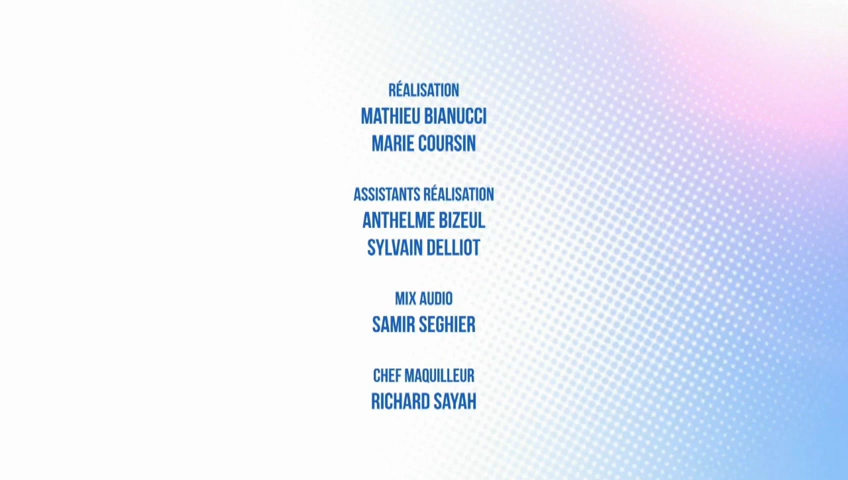 RÉALISATION
MATHIEU BIANUCCI
MARIE COURSIN
ASSISTANTS RÉALISATION
ANTHELME BIZEUL
SYLVAIN DELLIOT
MIX AUDIO
SAMIR SEGHIER
CHEF MAQUILLEUR
RICHARD SAYAH